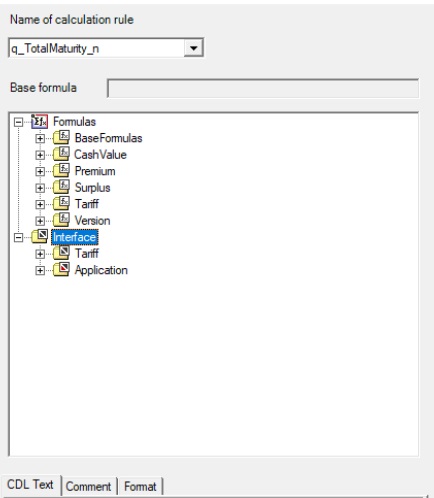 Name of calculation rule
q_TotalMaturity_n
Base formula
Formulas
BaseFormulas
CashValue
Premium
Surplus
Tariff
Version
Interface
Tariff
Application
CDL Text Comment Format